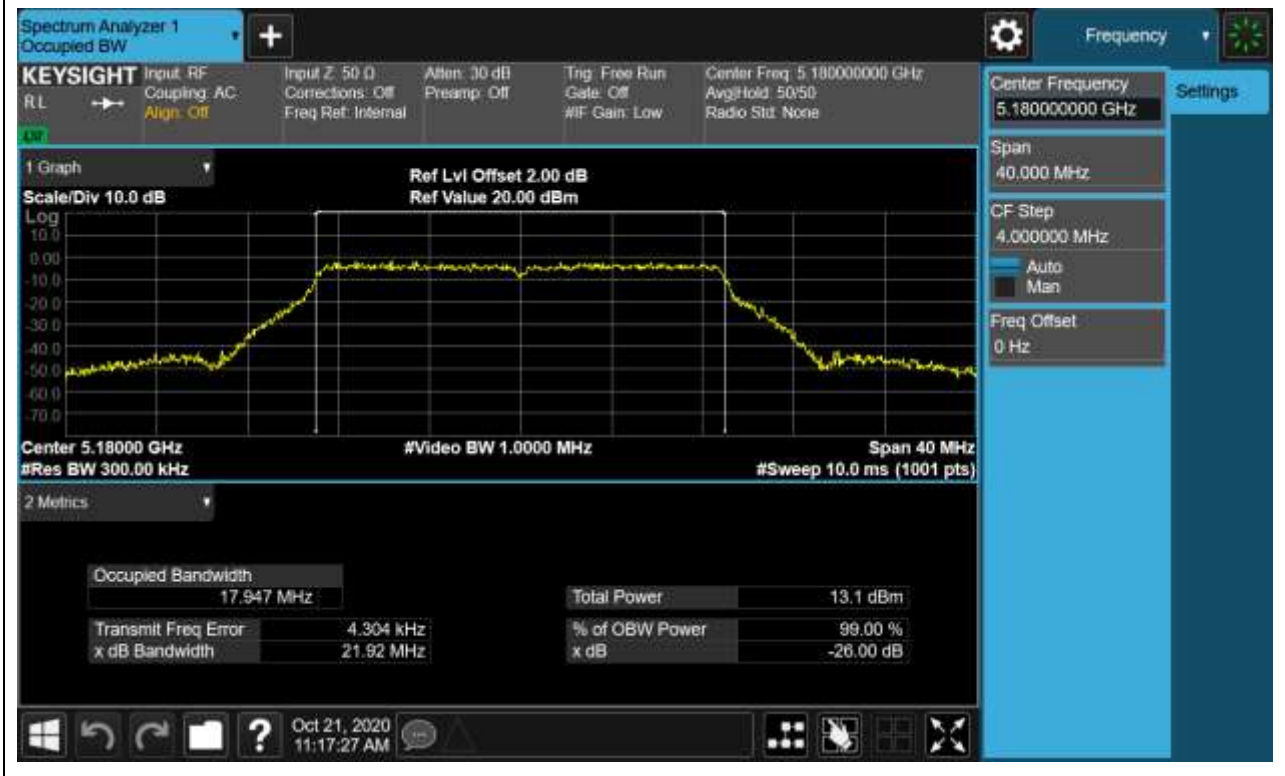 Spectrum Analyzer 1
Occupied BW
+
Frequency
KEYSIGHT
RL
Input: RF
Coupling: AC
Align: Off
Input Z: 50 Ω
Corrections: Off
Freq Ref: Internal
Atten: 30 dB
Preamp: Off
Trig: Free Run
Gate: Off
#IF Gain: Low
Center Freq: 5.180000000 GHz
Avg|Hold: 50/50
Radio Std: None
1 Graph
Scale/Div 10.0 dB
Ref Lvl Offset 2.00 dB
Ref Value 20.00 dBm
Log
10.0
0.00
-10.0
-20.0
-30.0
-40.0
-50.0
-60.0
-70.0
Center 5.18000 GHz
#Video BW 1.0000 MHz
Span 40 MHz
#Res BW 300.00 kHz
#Sweep 10.0 ms (1001 pts)
2 Metrics
Occupied Bandwidth
17.947 MHz
Transmit Freq Error 4.304 kHz
x dB Bandwidth 21.92 MHz
Total Power 13.1 dBm
% of OBW Power 99.00 %
x dB -26.00 dB
?
Oct 21, 2020
11:17:27 AM
Center Frequency
5.180000000 GHz
Settings
Span
40.000 MHz
CF Step
4.000000 MHz
Auto
Man
Freq Offset
0 Hz